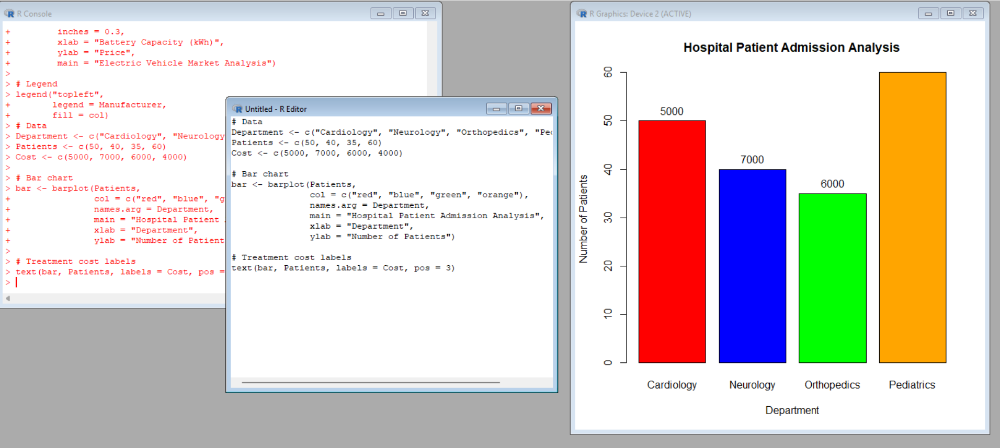 R Console
+         inches = 0.3,
+         xlab = "Battery Capacity (kWh)",
+         ylab = "Price",
+         main = "Electric Vehicle Market Analysis")
>
> # Legend
> legend("topleft",
+        legend = Manufacturer,
+        fill = col)
> # Data
> Department <- c("Cardiology", "Neurology
> Patients <- c(50, 40, 35, 60)
> Cost <- c(5000, 7000, 6000, 4000)
>
> # Bar chart
> bar <- barplot(Patients,
+                col = c("red", "blue", "g
+                names.arg = Department,
+                main = "Hospital Patient
+                xlab = "Department",
+                ylab = "Number of Patient
>
> # Treatment cost labels
> text(bar, Patients, labels = Cost, pos =
>
Untitled - R Editor
# Data
Department <- c("Cardiology", "Neurology", "Orthopedics", "Pe
Patients <- c(50, 40, 35, 60)
Cost <- c(5000, 7000, 6000, 4000)
# Bar chart
bar <- barplot(Patients,
               col = c("red", "blue", "green", "orange"),
               names.arg = Department,
               main = "Hospital Patient Admission Analysis",
               xlab = "Department",
               ylab = "Number of Patients")
# Treatment cost labels
text(bar, Patients, labels = Cost, pos = 3)
R Graphics: Device 2 (ACTIVE)
Hospital Patient Admission Analysis
Number of Patients
60
50
40
30
20
10
0
5000
7000
6000
Cardiology Neurology Orthopedics Pediatrics
Department